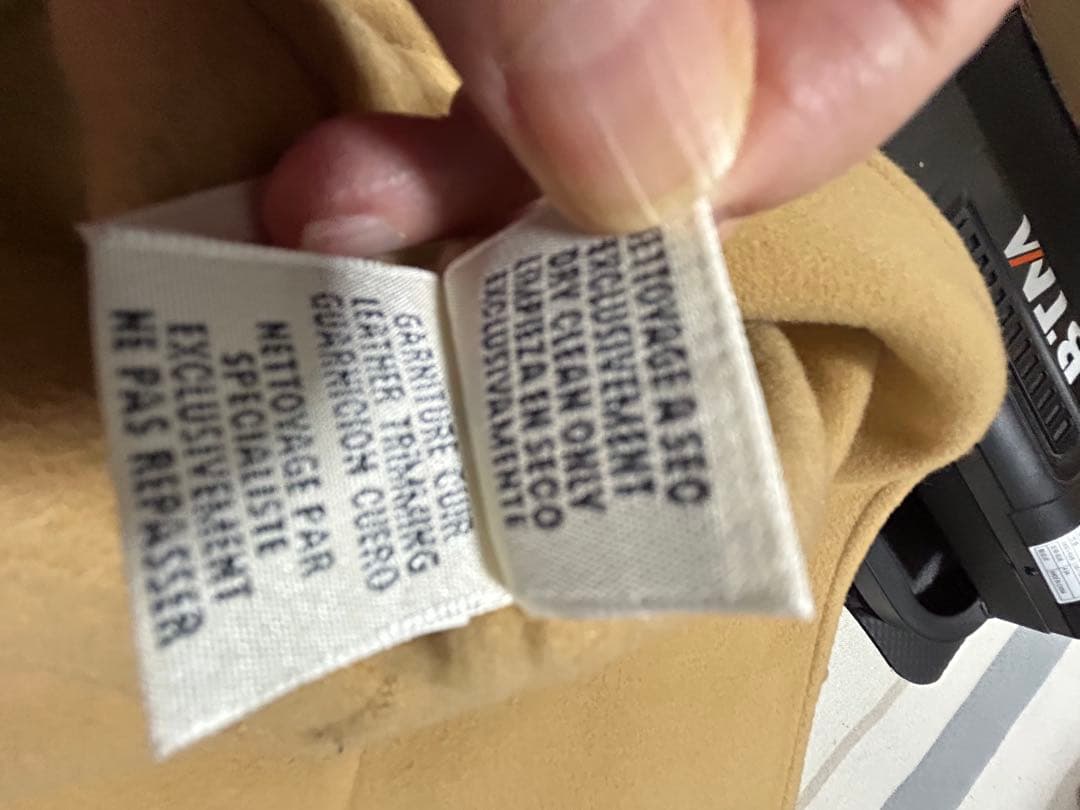 NETTOYAGE A SEC
EXCLUSIVEMENT
DRY CLEAN ONLY
LIMPIEZA EN SECO
EXCLUSIVAMENTE
GARNITURE CUIR
LEATHER TRIMMING
GUARNICION CUERO
NETTOYAGE PAR
SPECIALISTE
EXCLUSIVEMENT
NE PAS REPASSER